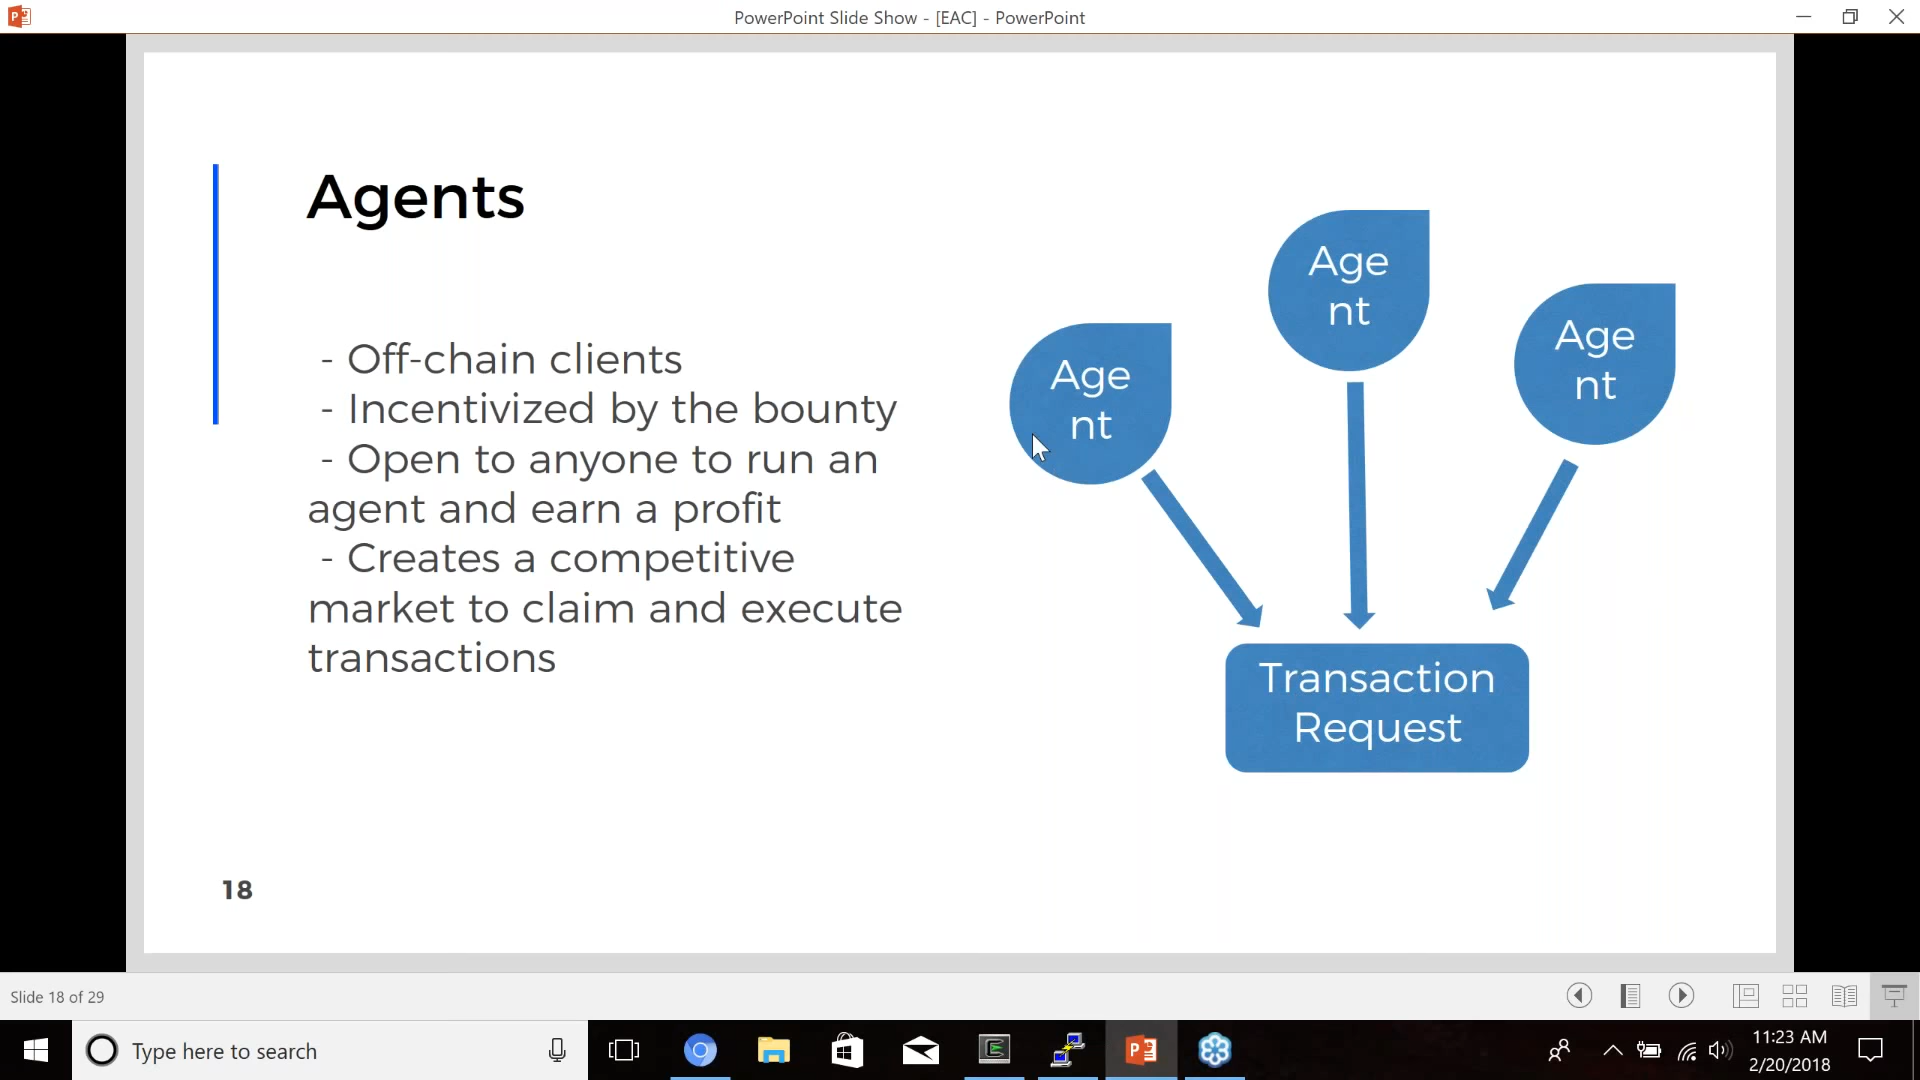 PowerPoint Slide Show - [EAC] - PowerPoint
Agents
- Off-chain clients
- Incentivized by the bounty
- Open to anyone to run an
agent and earn a profit
- Creates a competitive
market to claim and execute
transactions
Age
nt
Age
nt
Age
nt
Transaction
Request
18
Slide 18 of 29
Type here to search
11:23 AM
2/20/2018